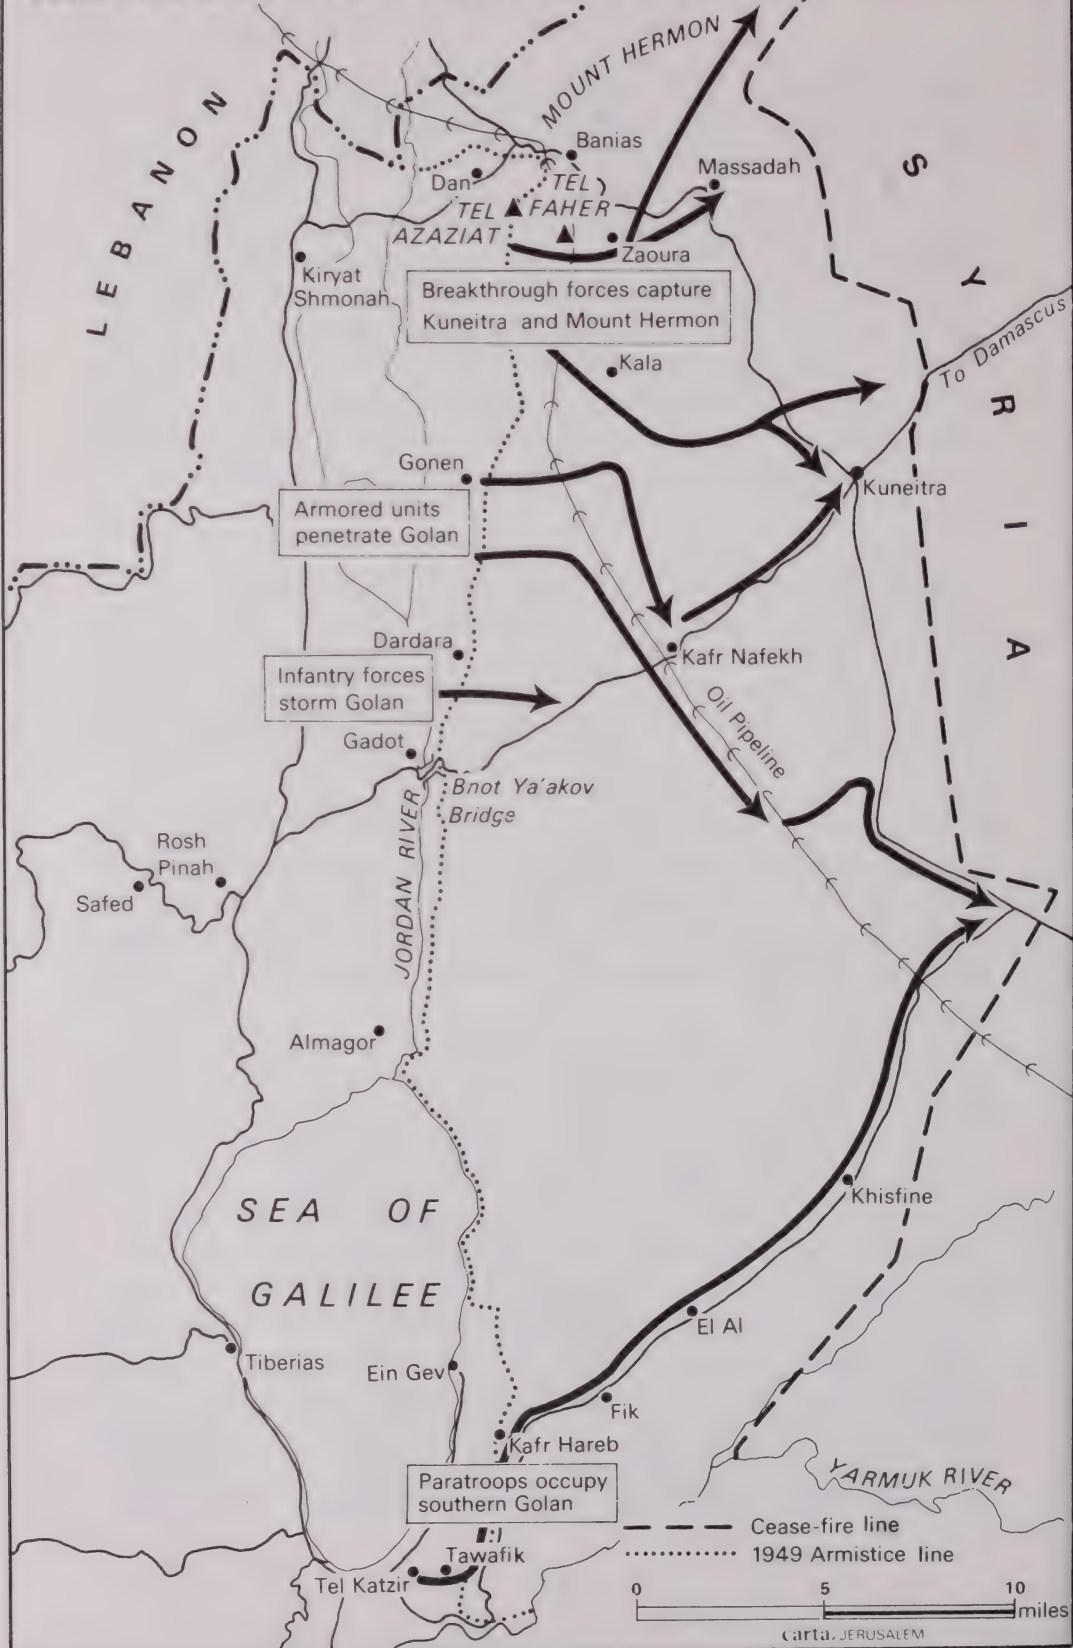 MOUNT HERMON
LEBANON
SYRIA
Banias
Dan
Massadah
TEL
FAHER
TEL
AZAZIAT
Zaoura
Kiryat
Shmonah
Breakthrough forces capture
Kuneitra and Mount Hermon
To Damascus
Kala
Gonen
Kuneitra
Armored units
penetrate Golan
Dardara
Kafr Nafekh
Infantry forces
storm Golan
Oil Pipeline
Gadot
Bnot Ya'akov
Bridge
JORDAN RIVER
Rosh
Pinah
Safed
Almagor
SEA OF
GALILEE
Khisfine
El Al
Tiberias
Ein Gev
Fik
Kafr Hareb
YARMUK RIVER
Paratroops occupy
southern Golan
Cease-fire line
1949 Armistice line
Tawafik
Tel Katzir
0 5 10
miles
carta, JERUSALEM